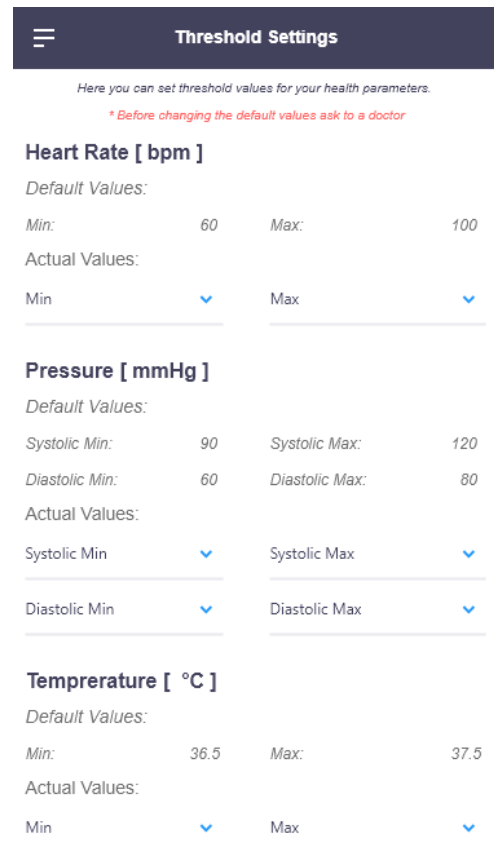 Threshold Settings
Here you can set threshold values for your health parameters.
* Before changing the default values ask to a doctor
Heart Rate [ bpm ]
Default Values:
Min: 60 Max: 100
Actual Values:
Min Max
Pressure [ mmHg ]
Default Values:
Systolic Min: 90 Systolic Max: 120
Diastolic Min: 60 Diastolic Max: 80
Actual Values:
Systolic Min Systolic Max
Diastolic Min Diastolic Max
Temprerature [ °C ]
Default Values:
Min: 36.5 Max: 37.5
Actual Values:
Min Max